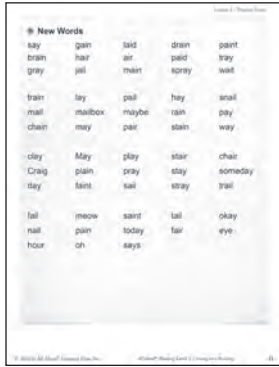 New Words
say gain laid drain paint
brain hair air paid tray
gray jail main spray wait
train lay pail hay snail
mail mailbox maybe rain pay
chain may pair stain way
clay May play stair chair
Craig plain pray stay someday
day faint sail stray trail
fail meow saint tail okay
nail pain today fair eye
hour oh says